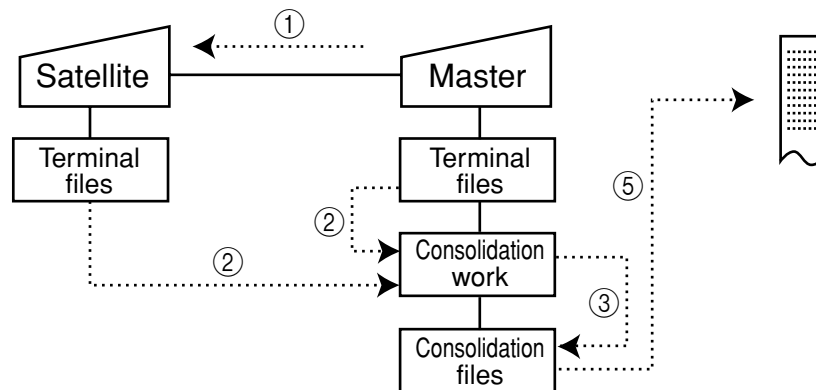 ①
Satellite
Master
Terminal
files
Terminal
files
②
⑤
②
Consolidation
work
③
Consolidation
files